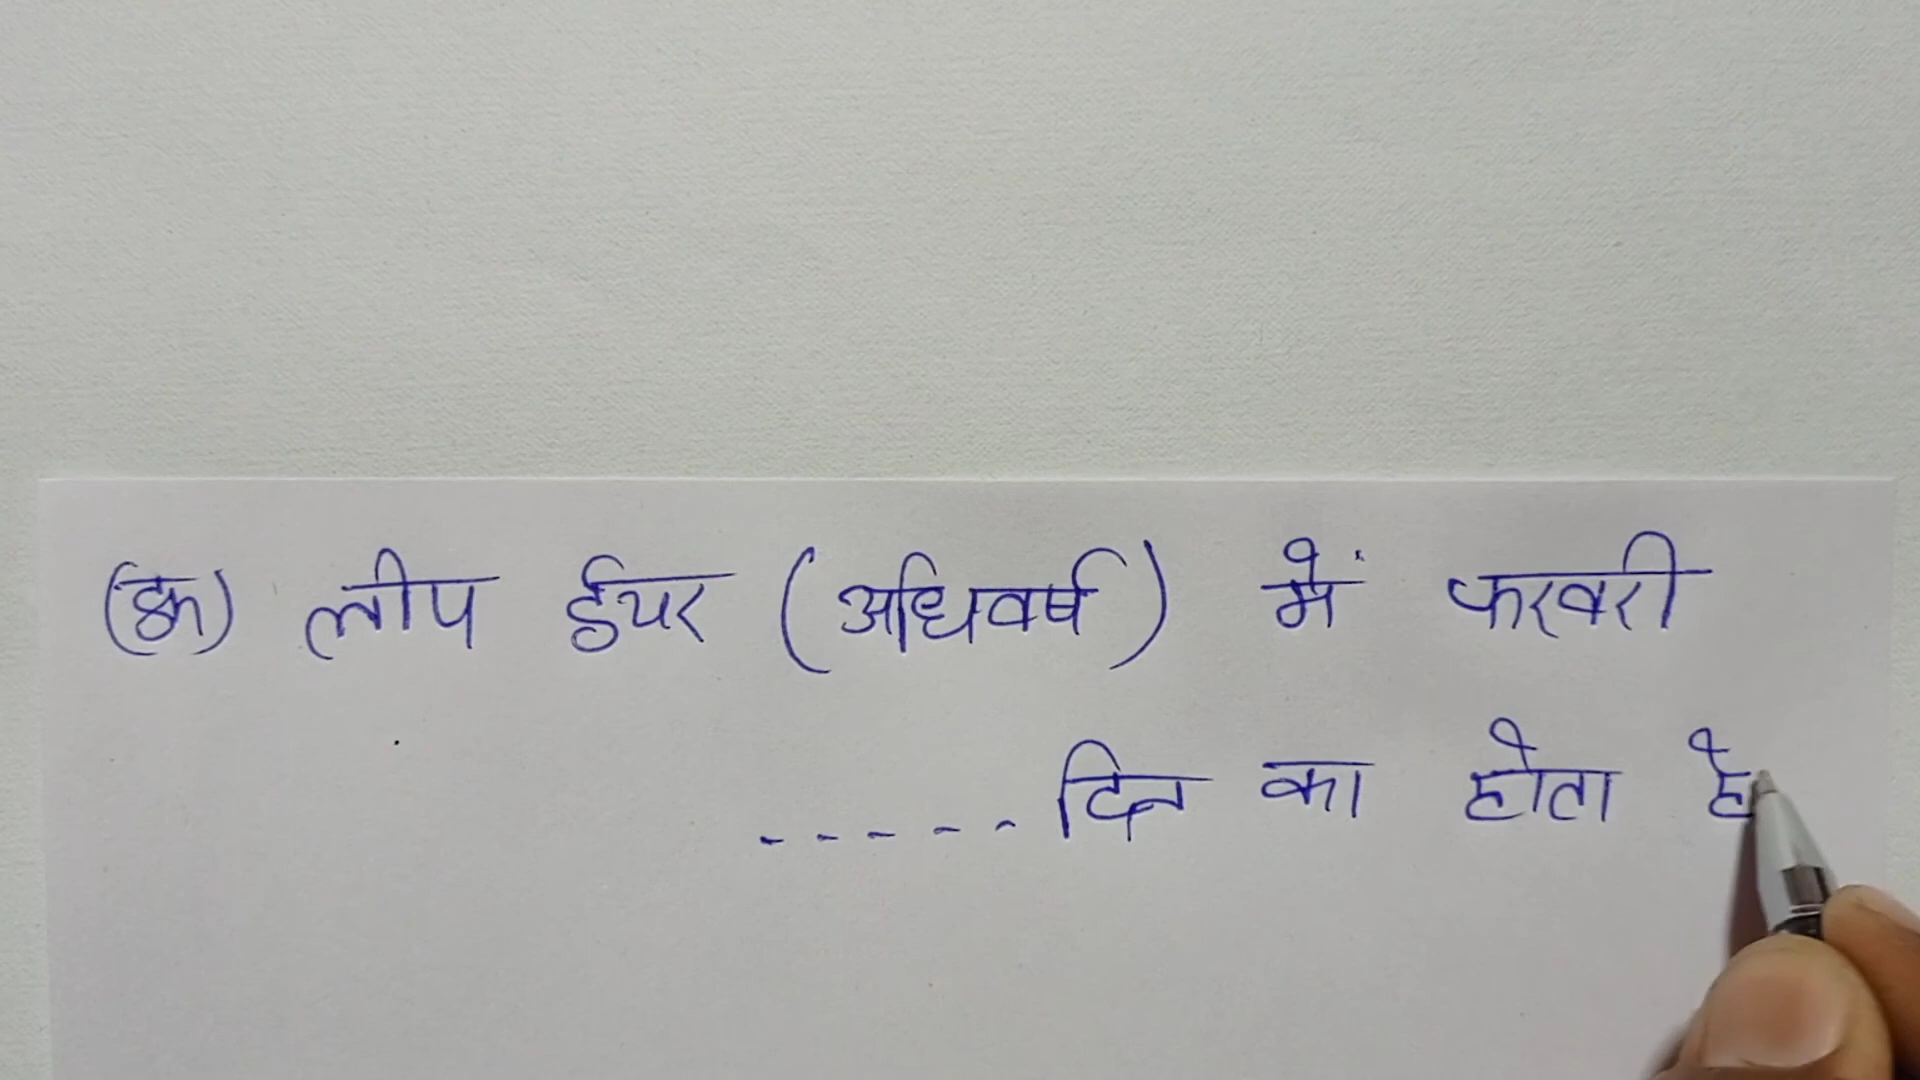 (ङ) लीप ईयर (अधिवर्ष) में फरवरी
------ दिन का होता है